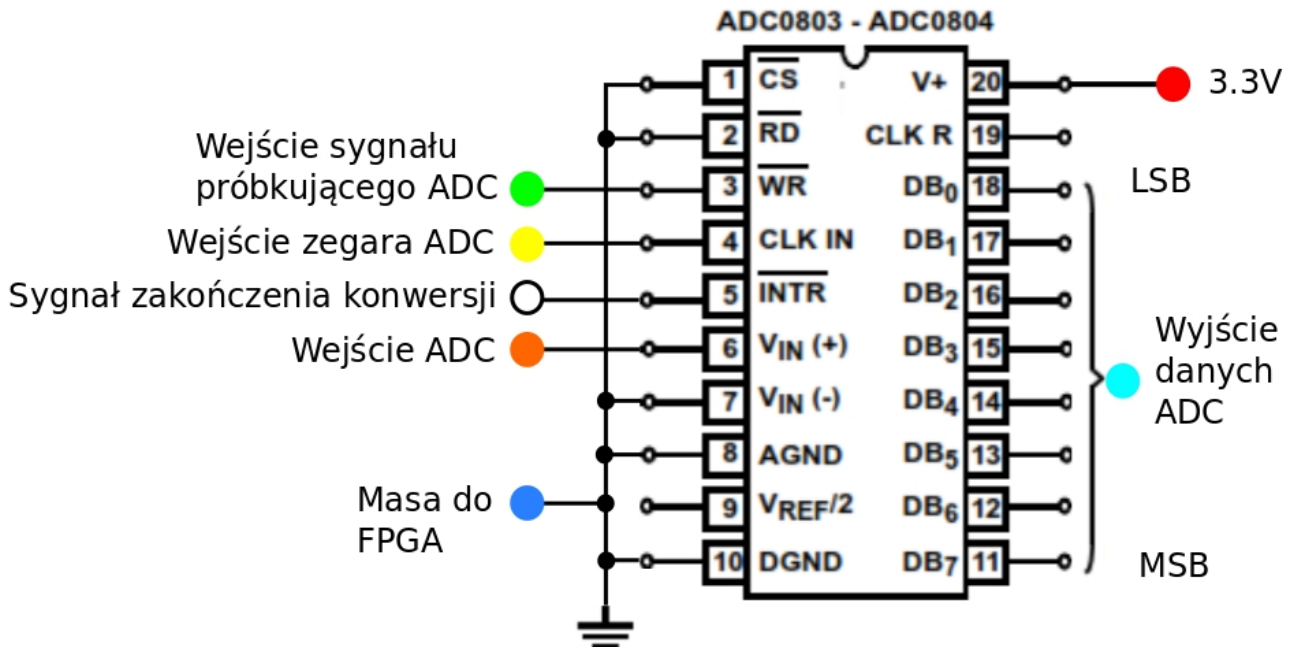 ADC0803 - ADC0804
1 CS V+ 20 3.3V
2 RD CLK R 19
Wejście sygnału
próbkującego ADC
3 WR DB0 18 LSB
Wejście zegara ADC 4 CLK IN DB1 17
Sygnał zakończenia konwersji 5 INTR DB2 16
Wejście ADC 6 VIN (+) DB3 15
Wyjście
danych
ADC
7 VIN (-) DB4 14
8 AGND DB5 13
Masa do
FPGA
9 VREF/2 DB6 12
10 DGND DB7 11 MSB